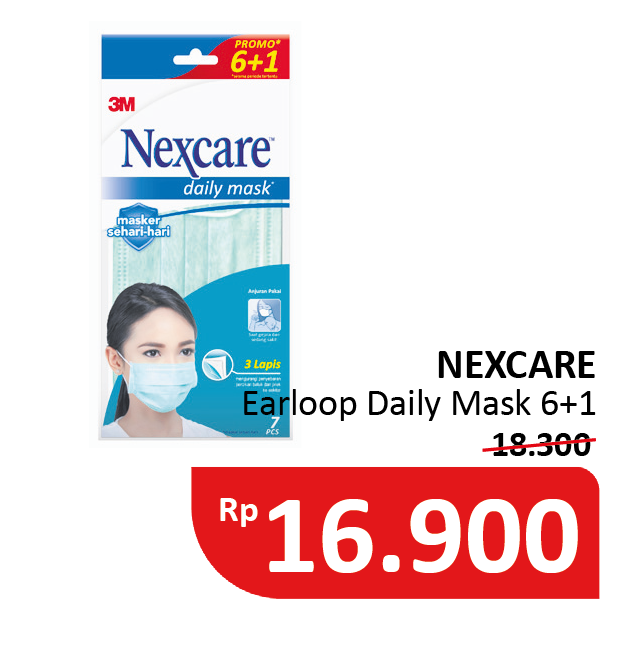 PROMO*
6+1
3M
Nexcare™
daily mask*
masker
sehari-hari
Anjuran Pakai
3 Lapis
7
PCS
NEXCARE
Earloop Daily Mask 6+1
18.300
Rp 16.900